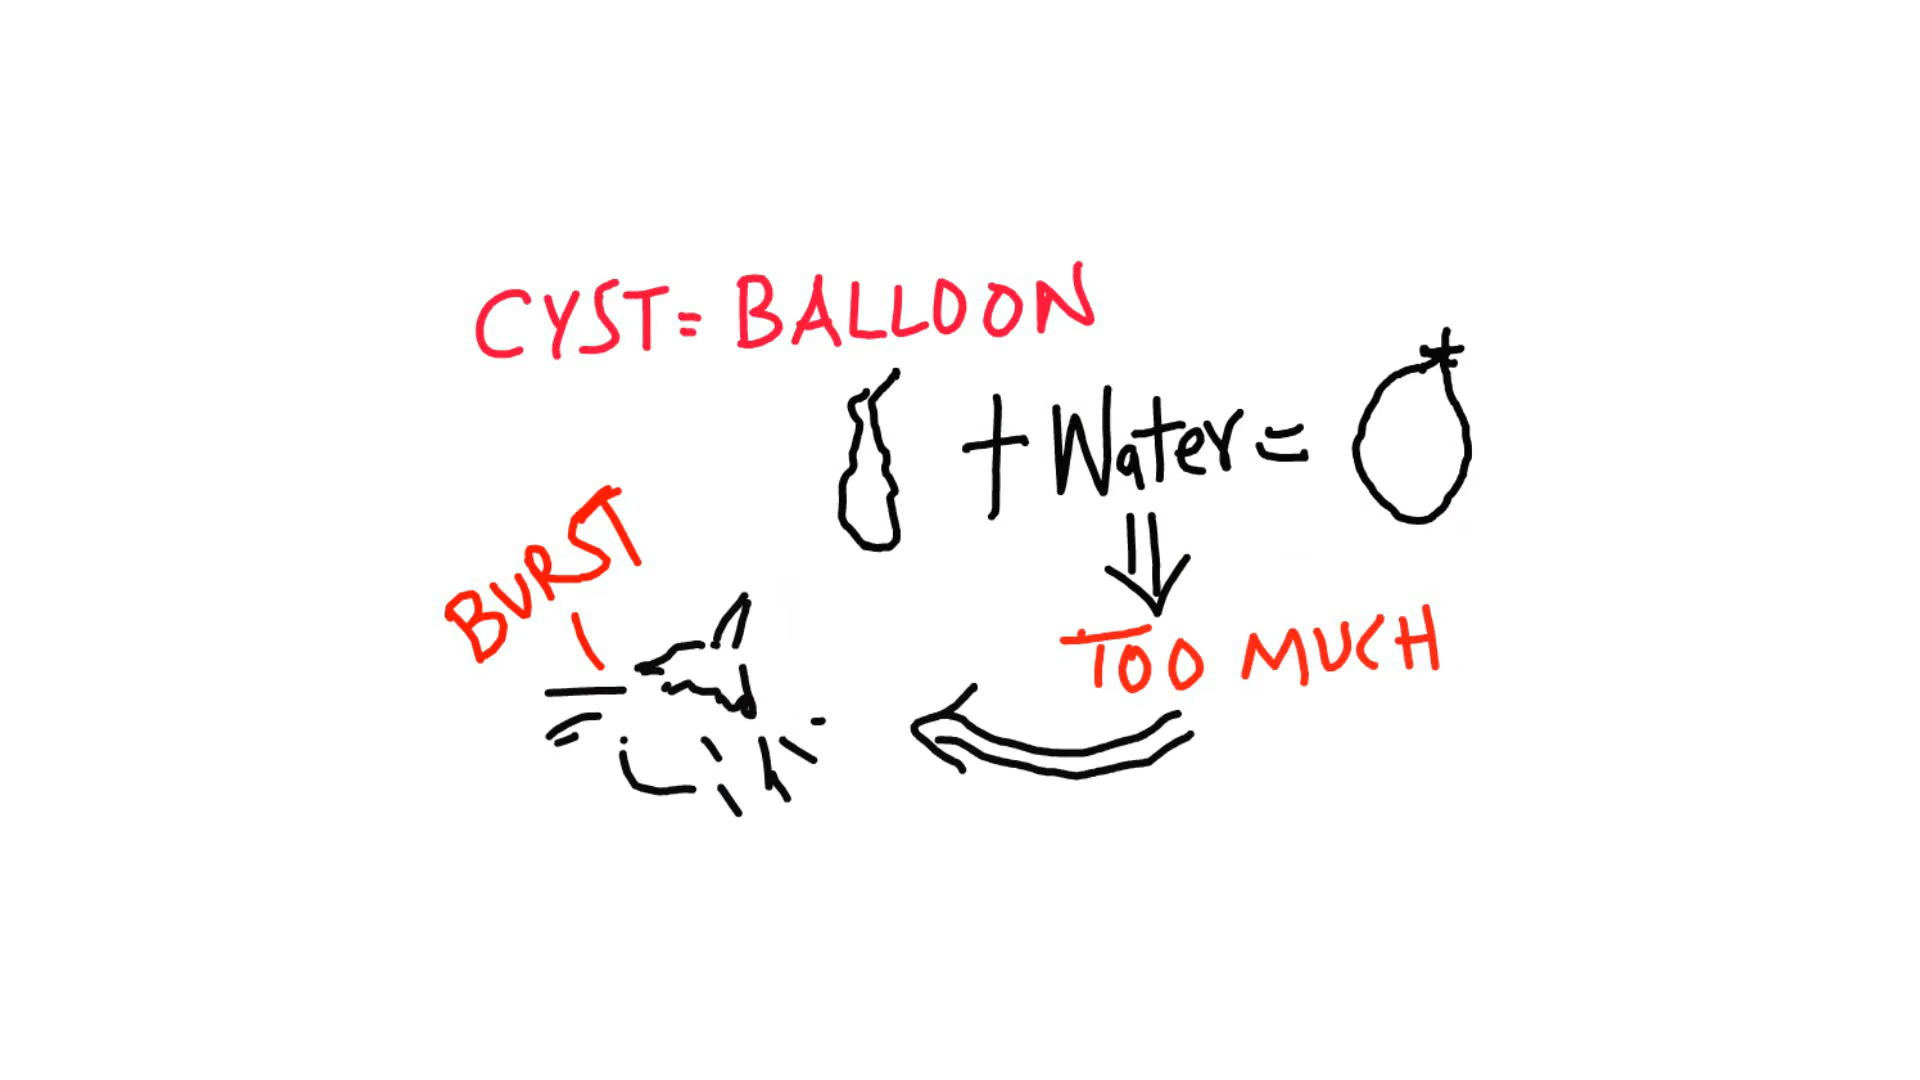 CYST = BALLOON
+ Water =
TOO MUCH
BURST